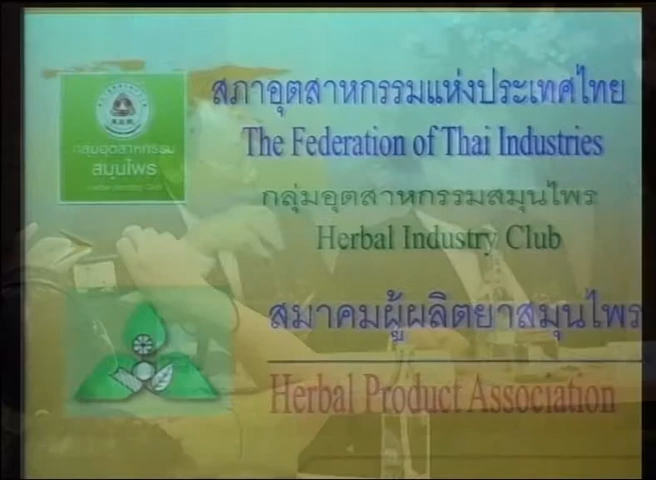 สภาอุตสาหกรรมแห่งประเทศไทย
The Federation of Thai Industries
กลุ่มอุตสาหกรรม
สมุนไพร
Herbal Industry Club
กลุ่มอุตสาหกรรมสมุนไพร
Herbal Industry Club
สมาคมผู้ผลิตยาสมุนไพร
Herbal Product Association